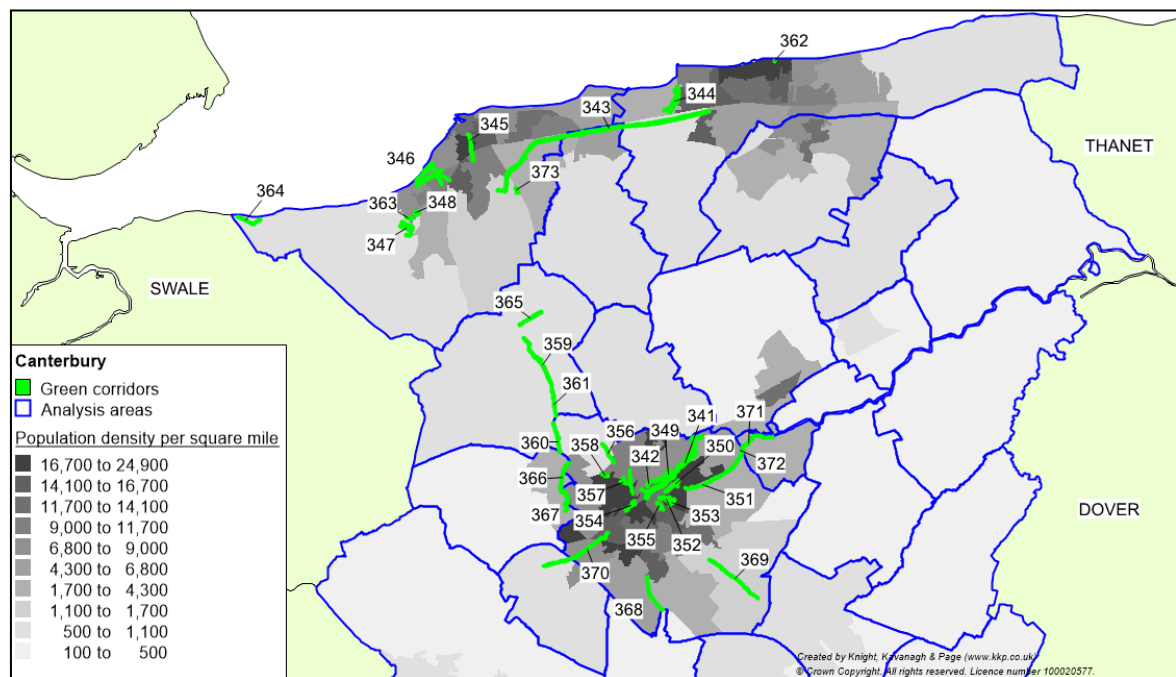 362
344
343
345
346
THANET
373
364
363
348
347
SWALE
365
359
361
341
371
349
356
350
360
358
342
372
366
357
351
367
354
353
355
352
DOVER
369
370
368
Canterbury
Green corridors
Analysis areas
Population density per square mile
16,700 to 24,900
14,100 to 16,700
11,700 to 14,100
9,000 to 11,700
6,800 to 9,000
4,300 to 6,800
1,700 to 4,300
1,100 to 1,700
500 to 1,100
100 to 500
Created by Knight, Kavanagh & Page (www.kkp.co.uk)
© Crown Copyright. All rights reserved. Licence number 100020577.